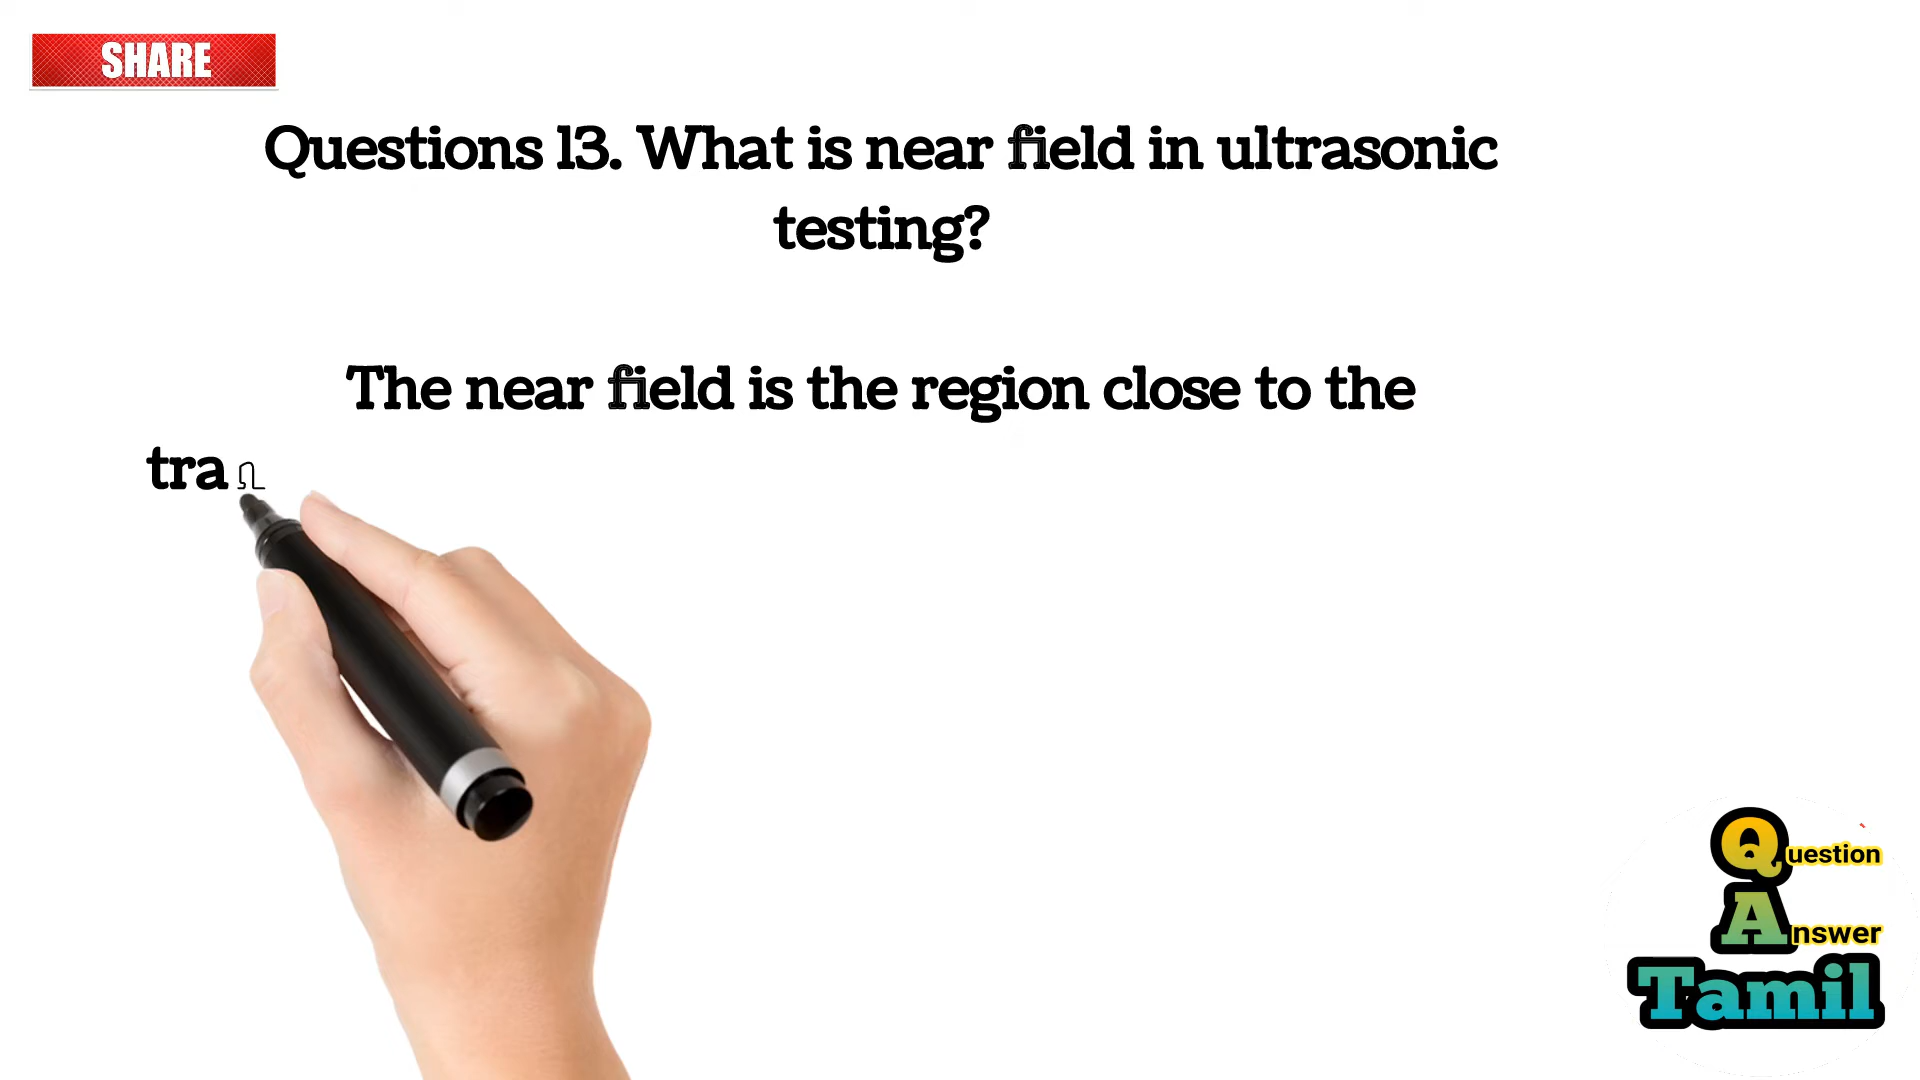 SHARE
Questions 13. What is near field in ultrasonic
testing?
The near field is the region close to the
tra
Question
Answer
Tamil